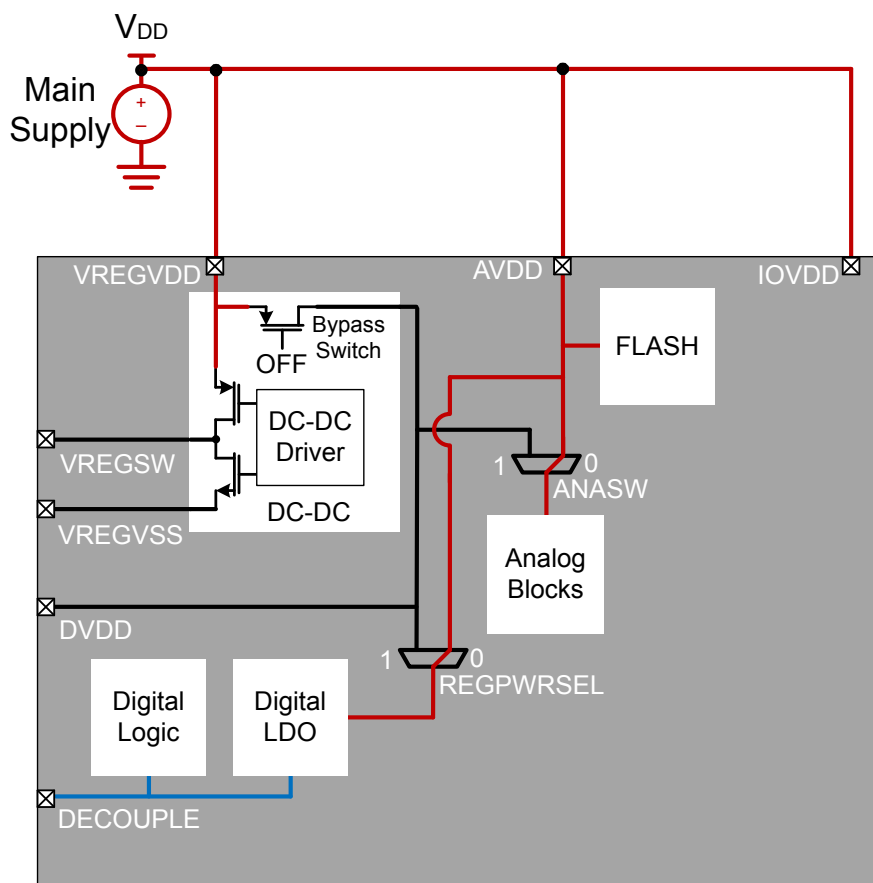 VDD
Main
Supply
+
–
VREGVDD
AVDD
IOVDD
Bypass
Switch
OFF
FLASH
DC-DC
Driver
VREGSW
1
0
ANASW
DC-DC
VREGVSS
Analog
Blocks
DVDD
1
0
REGPWRSEL
Digital
Logic
Digital
LDO
DECOUPLE